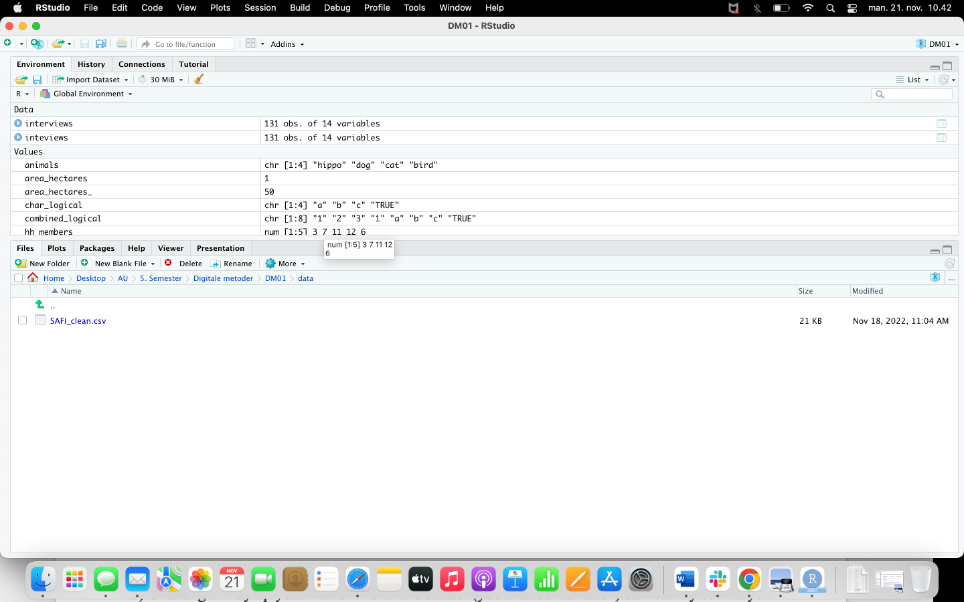 RStudio File Edit Code View Plots Session Build Debug Profile Tools Window Help man. 21. nov. 10.42
DM01 - RStudio
Go to file/function Addins DM01
Environment History Connections Tutorial
Import Dataset 30 MiB List
R Global Environment
Data
interviews 131 obs. of 14 variables
inteviews 131 obs. of 14 variables
Values
animals chr [1:4] "hippo" "dog" "cat" "bird"
area_hectares 1
area_hectares_ 50
char_logical chr [1:4] "a" "b" "c" "TRUE"
combined_logical chr [1:8] "1" "2" "3" "1" "a" "b" "c" "TRUE"
hh_members num [1:5] 3 7 11 12 6
num [1:5] 3 7 11 12
6
Files Plots Packages Help Viewer Presentation
New Folder New Blank File Delete Rename More
Home Desktop AU 5. Semester Digitale metoder DM01 data
Name Size Modified
..
SAFI_clean.csv 21 KB Nov 18, 2022, 11:04 AM
NOV
21
tv
W
R